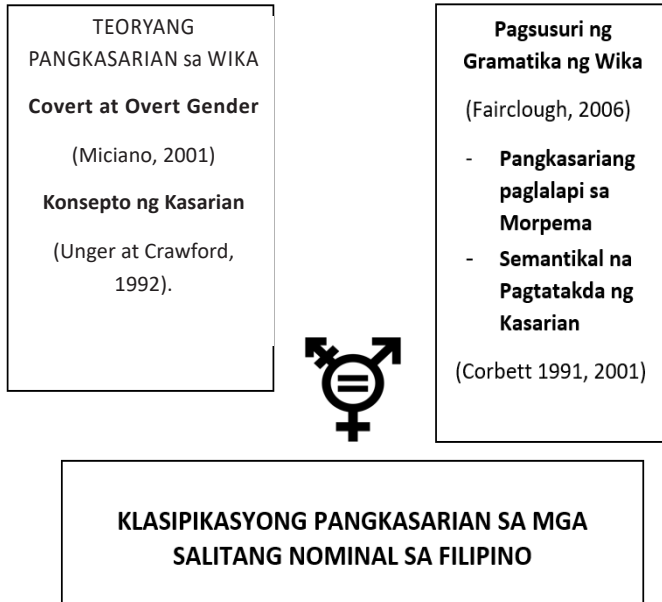 TEORYANG
PANGKASARIAN sa WIKA
Covert at Overt Gender
(Miciano, 2001)
Konsepto ng Kasarian
(Unger at Crawford,
1992).
Pagsusuri ng
Gramatika ng Wika
(Fairclough, 2006)
- Pangkasariang
paglalapi sa
Morpema
- Semantikal na
Pagtatakda ng
Kasarian
(Corbett 1991, 2001)
KLASIPIKASYONG PANGKASARIAN SA MGA
SALITANG NOMINAL SA FILIPINO